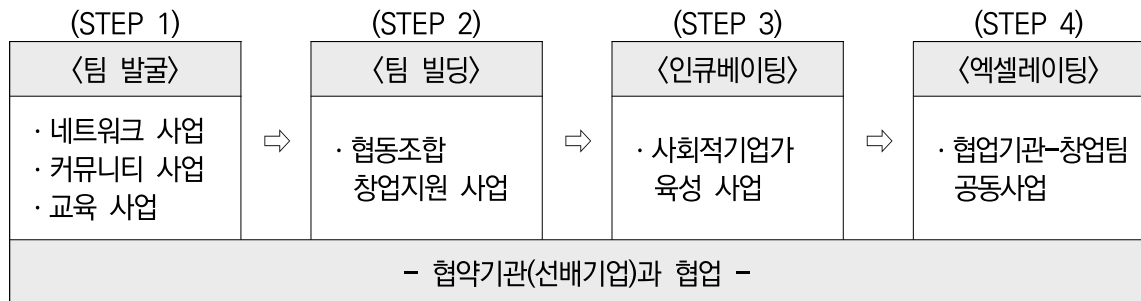 (STEP 1)
〈팀 발굴〉
· 네트워크 사업
· 커뮤니티 사업
· 교육 사업
⇨
(STEP 2)
〈팀 빌딩〉
· 협동조합
창업지원 사업
⇨
(STEP 3)
〈인큐베이팅〉
· 사회적기업가
육성 사업
⇨
(STEP 4)
〈엑셀레이팅〉
· 협업기관-창업팀
공동사업
- 협약기관(선배기업)과 협업 -